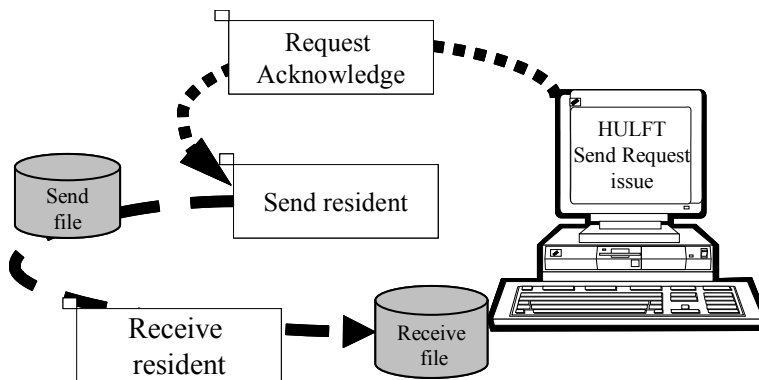 Request
Acknowledge
HULFT
Send Request
issue
Send
file
Send resident
Receive
resident
Receive
file